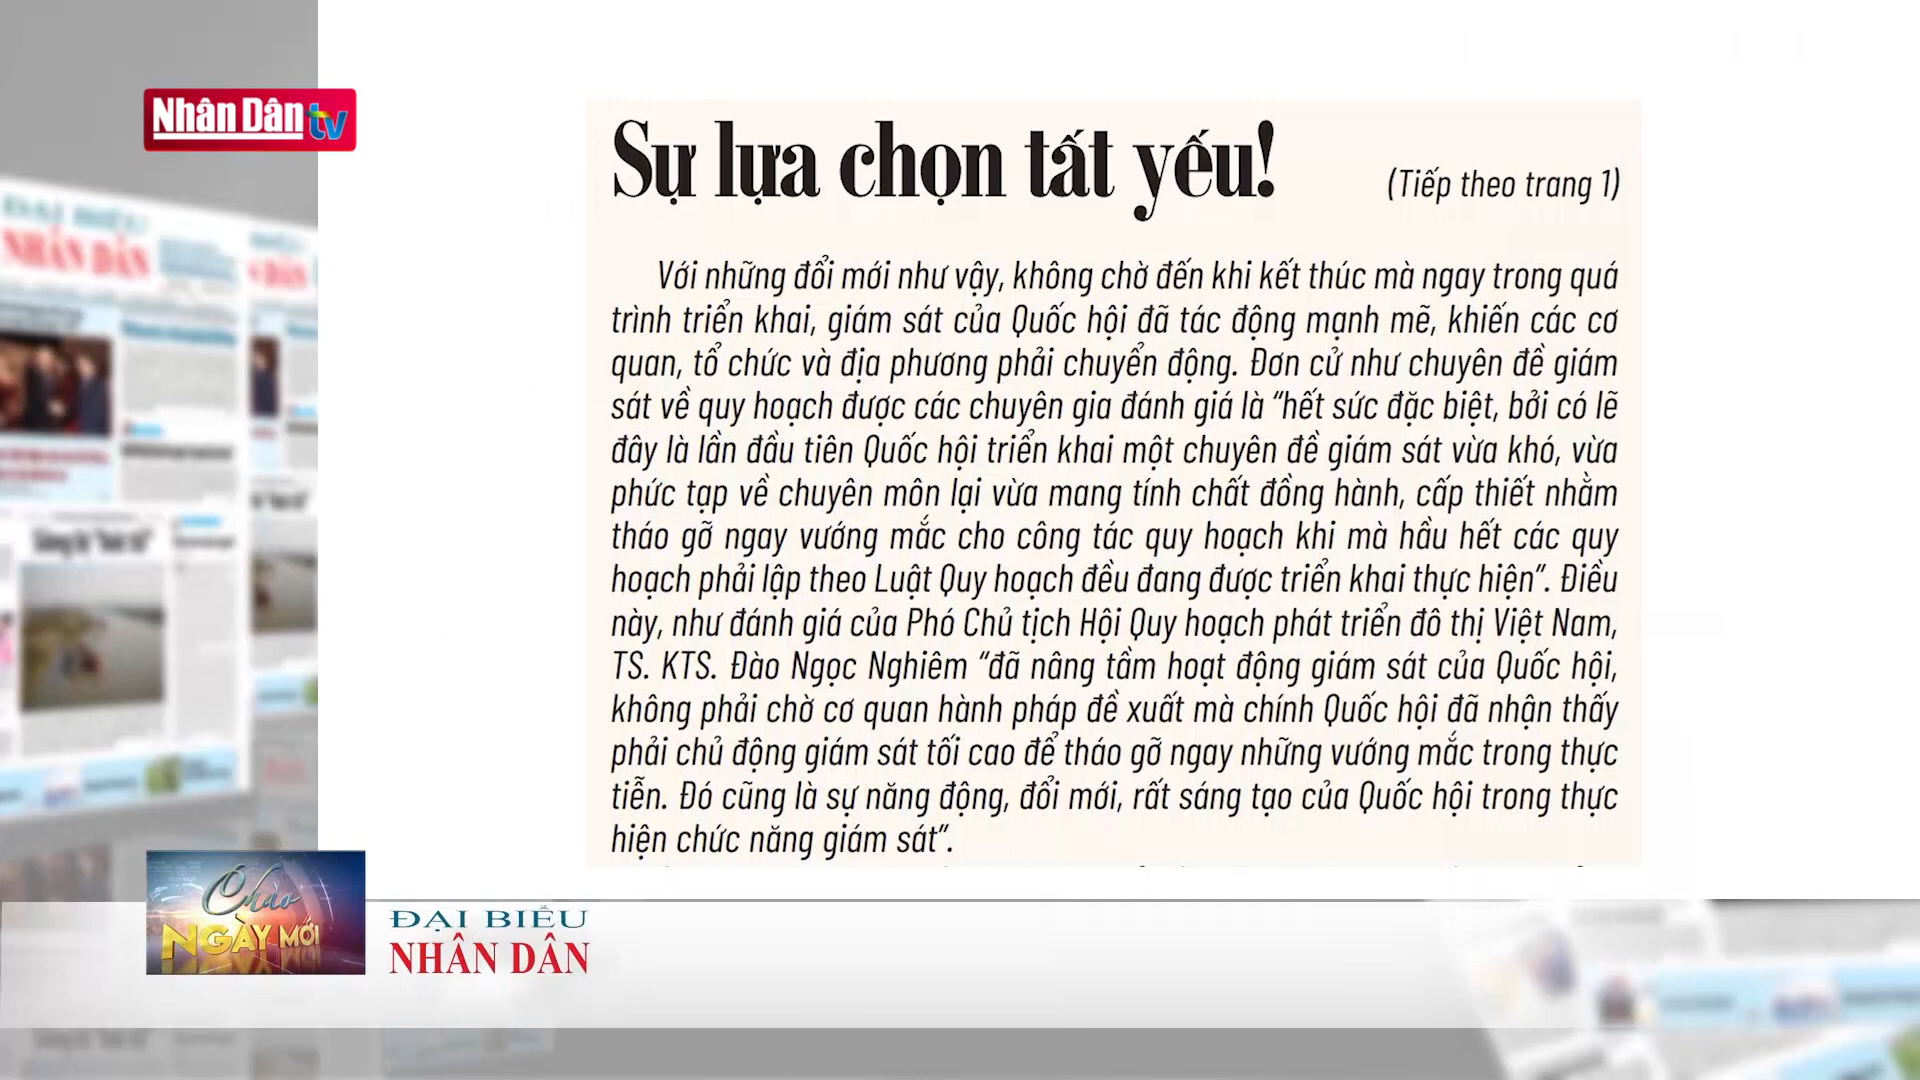 Nhân Dân tv
Sự lựa chọn tất yếu!
(Tiếp theo trang 1)
Với những đổi mới như vậy, không chờ đến khi kết thúc mà ngay trong quá
trình triển khai, giám sát của Quốc hội đã tác động mạnh mẽ, khiến các cơ
quan, tổ chức và địa phương phải chuyển động. Đơn cử như chuyên đề giám
sát về quy hoạch được các chuyên gia đánh giá là “hết sức đặc biệt, bởi có lẽ
đây là lần đầu tiên Quốc hội triển khai một chuyên đề giám sát vừa khó, vừa
phức tạp về chuyên môn lại vừa mang tính chất đồng hành, cấp thiết nhằm
tháo gỡ ngay vướng mắc cho công tác quy hoạch khi mà hầu hết các quy
hoạch phải lập theo Luật Quy hoạch đều đang được triển khai thực hiện”. Điều
này, như đánh giá của Phó Chủ tịch Hội Quy hoạch phát triển đô thị Việt Nam,
TS. KTS. Đào Ngọc Nghiêm “đã nâng tầm hoạt động giám sát của Quốc hội,
không phải chờ cơ quan hành pháp đề xuất mà chính Quốc hội đã nhận thấy
phải chủ động giám sát tối cao để tháo gỡ ngay những vướng mắc trong thực
tiễn. Đó cũng là sự năng động, đổi mới, rất sáng tạo của Quốc hội trong thực
hiện chức năng giám sát”.
Chào
NGÀY MỚI
ĐẠI BIỂU
NHÂN DÂN
ĐẠI BIỂU
NHÂN DÂN